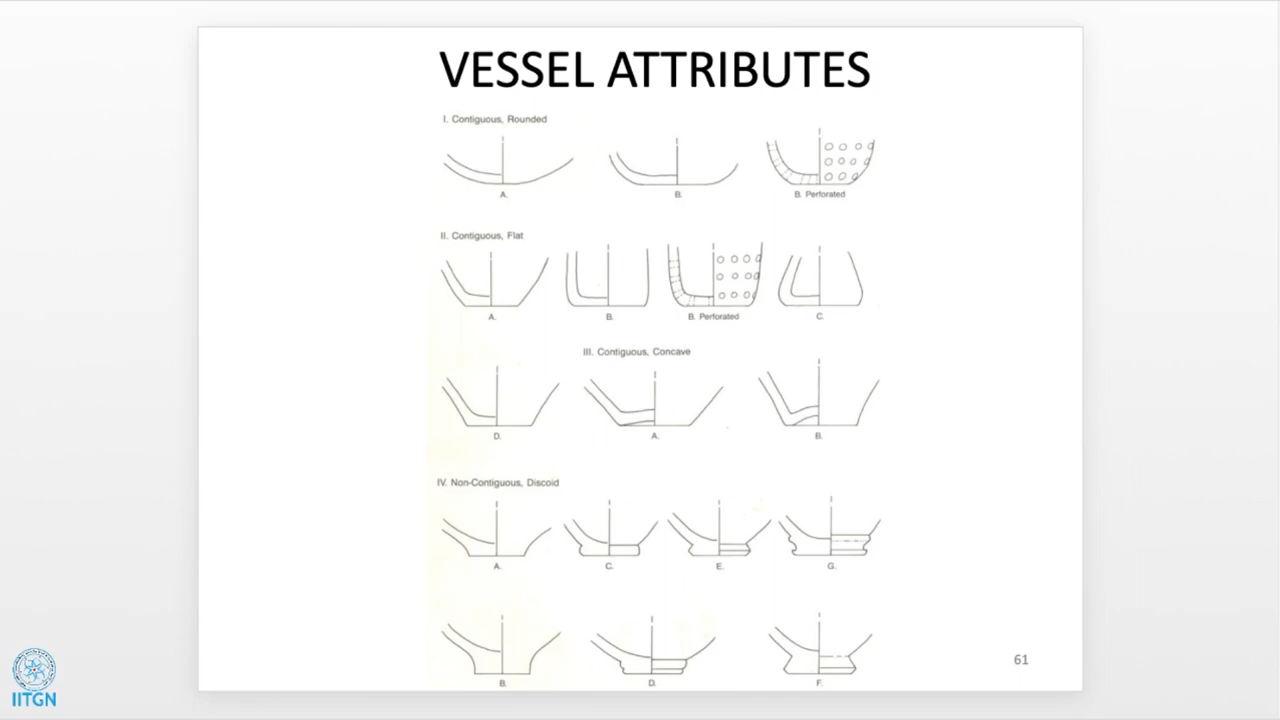 VESSEL ATTRIBUTES
I. Contiguous, Rounded
A.
B.
B. Perforated
II. Contiguous, Flat
A.
B.
B. Perforated
C.
III. Contiguous, Concave
D.
A.
B.
IV. Non-Contiguous, Discoid
A.
C.
E.
G.
B.
D.
F.
61
IITGN